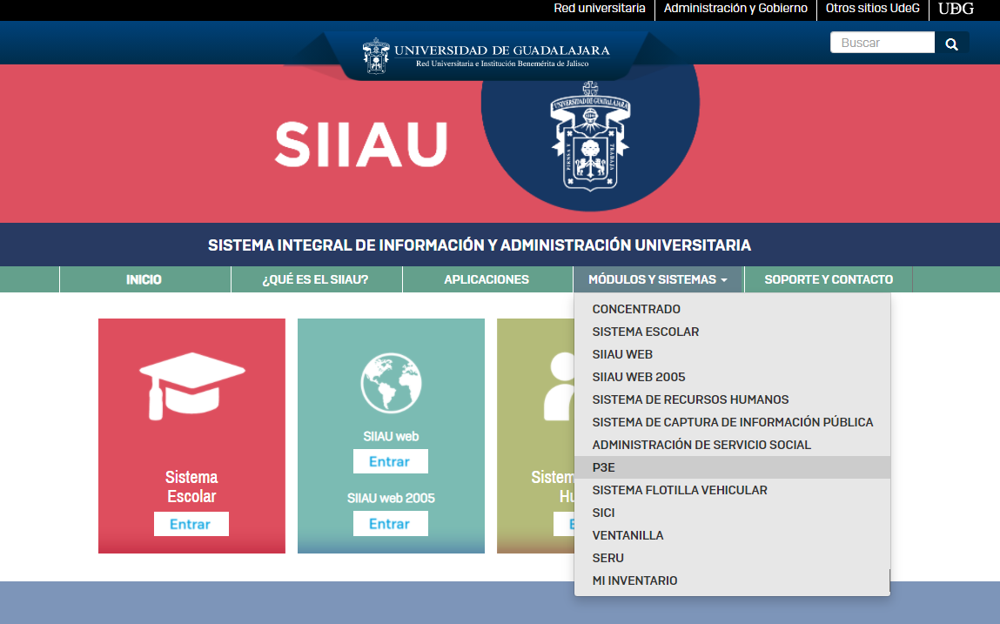 Red universitaria
Administración y Gobierno
Otros sitios UdeG
UDG
UNIVERSIDAD DE GUADALAJARA
Red Universitaria e Institución Benemérita de Jalisco
Buscar
SIIAU
UNIVERSIDAD DE GUADALAJARA
PIENSA Y
TRABAJA
SISTEMA INTEGRAL DE INFORMACIÓN Y ADMINISTRACIÓN UNIVERSITARIA
INICIO
¿QUÉ ES EL SIIAU?
APLICACIONES
MÓDULOS Y SISTEMAS
SOPORTE Y CONTACTO
CONCENTRADO
SISTEMA ESCOLAR
SIIAU WEB
SIIAU WEB 2005
SISTEMA DE RECURSOS HUMANOS
SISTEMA DE CAPTURA DE INFORMACIÓN PÚBLICA
ADMINISTRACIÓN DE SERVICIO SOCIAL
P3E
SISTEMA FLOTILLA VEHICULAR
SICI
VENTANILLA
SERU
MI INVENTARIO
Sistema
Escolar
Entrar
SIIAU web
Entrar
SIIAU web 2005
Entrar
Sistem
Hu
E